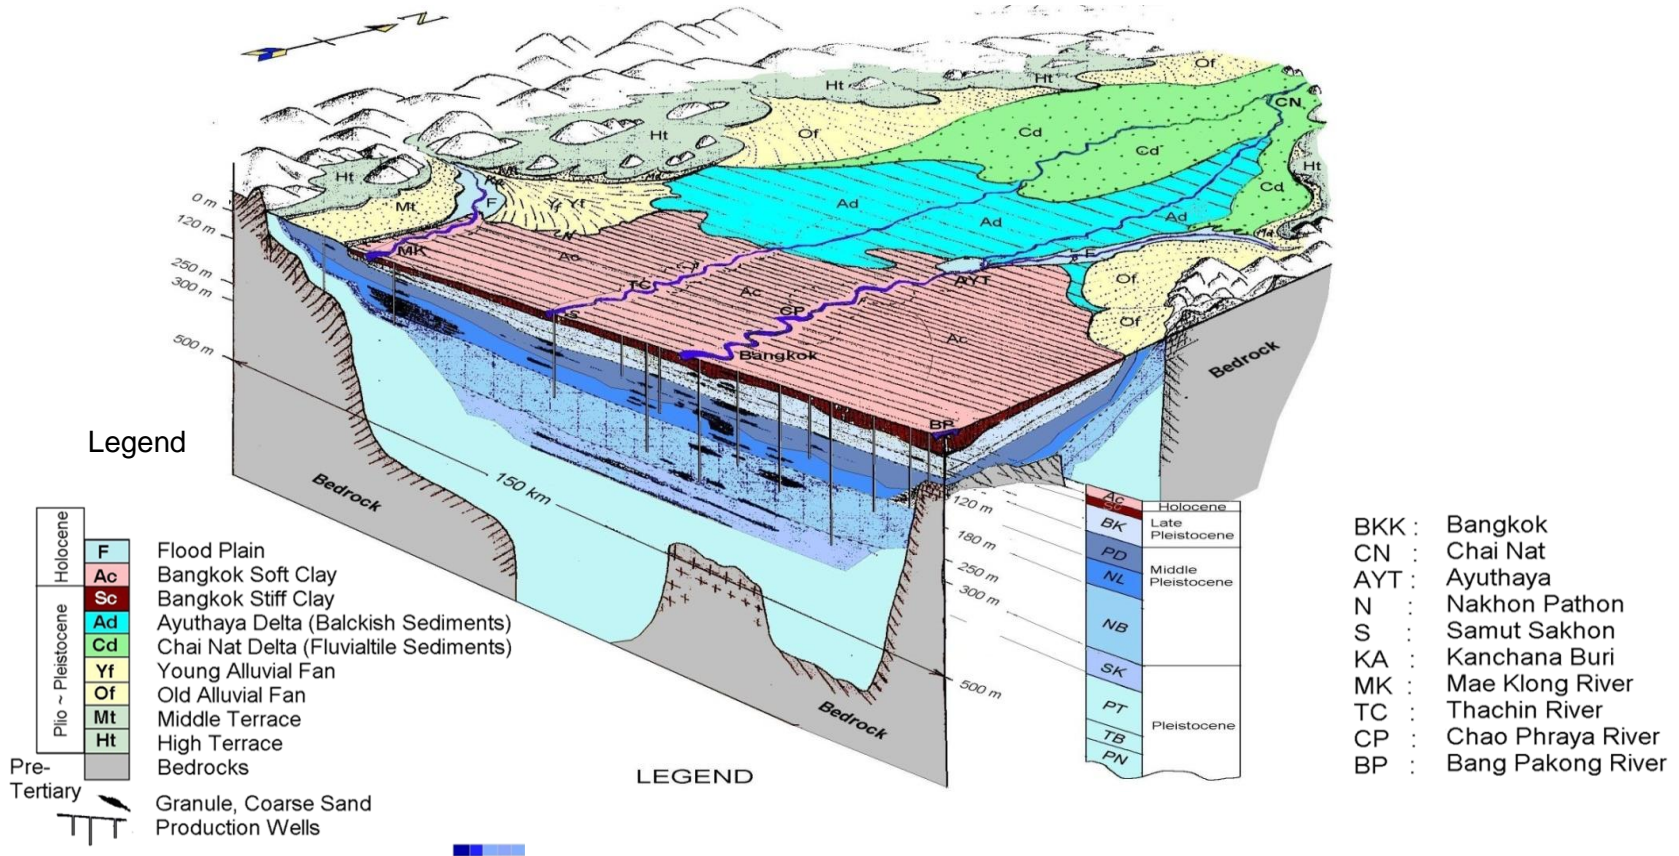 N
Of
Ht
Ht
CN
Ht
Of
Cd
Cd
Ht
Ht
Mt
Cd
Mt
F
Yf
Yf
Ad
Ad
Ad
0 m
120 m
250 m
300 m
500 m
MK
N
Ac
F
Of
TC
Ac
AYT
CP
S
Of
Ac
Bangkok
Bedrock
BP
150 km
Bedrock
Bedrock
120 m
180 m
250 m
300 m
500 m
Legend
Holocene
Plio ~ Pleistocene
Pre-
Tertiary
F Flood Plain
Ac Bangkok Soft Clay
Sc Bangkok Stiff Clay
Ad Ayuthaya Delta (Balckish Sediments)
Cd Chai Nat Delta (Fluvialtile Sediments)
Yf Young Alluvial Fan
Of Old Alluvial Fan
Mt Middle Terrace
Ht High Terrace
Bedrocks
Granule, Coarse Sand
Production Wells
LEGEND
Ac
Sc Holocene
BK Late
Pleistocene
PD
NL Middle
Pleistocene
NB
SK
PT Pleistocene
TB
PN
BKK : Bangkok
CN : Chai Nat
AYT : Ayuthaya
N : Nakhon Pathon
S : Samut Sakhon
KA : Kanchana Buri
MK : Mae Klong River
TC : Thachin River
CP : Chao Phraya River
BP : Bang Pakong River